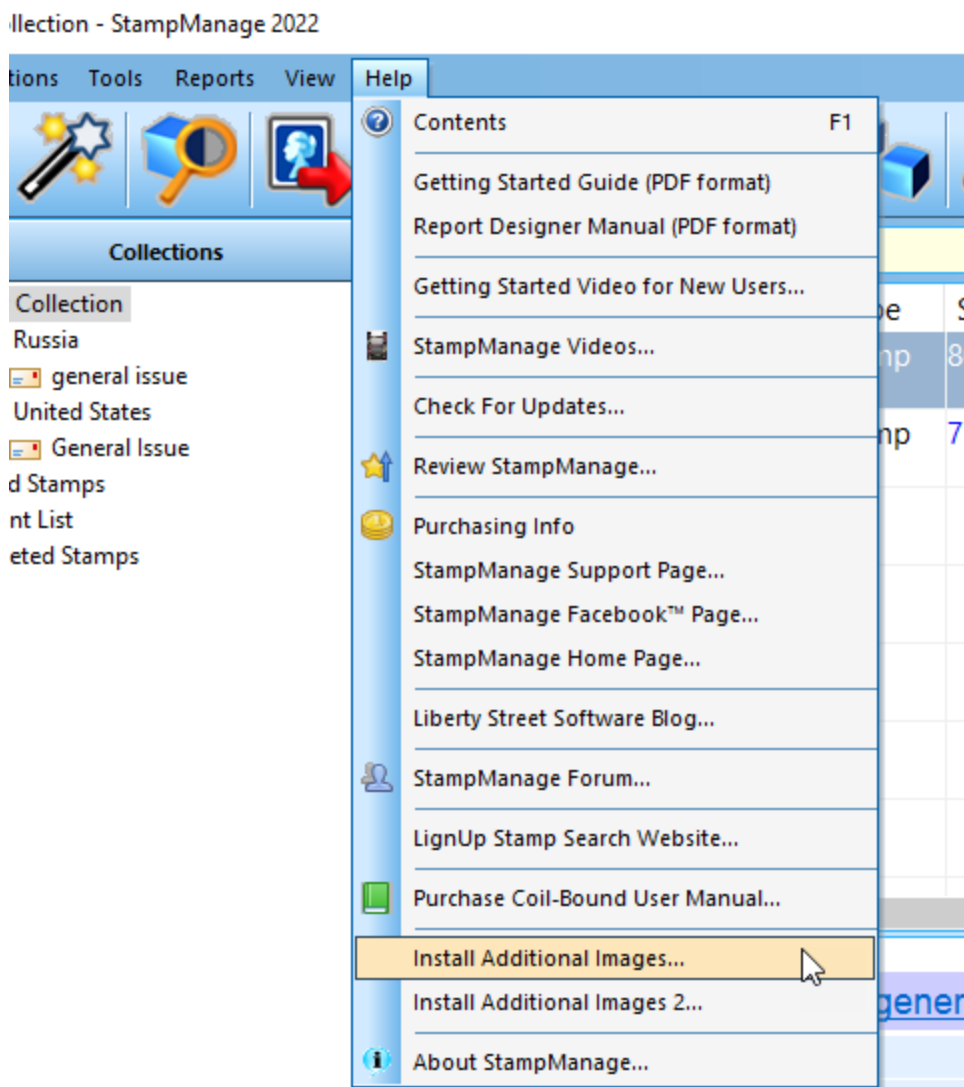 llection - StampManage 2022
tions Tools Reports View Help
Contents F1
Getting Started Guide (PDF format)
Report Designer Manual (PDF format)
Collections
Getting Started Video for New Users...
Collection
pe S
Russia
StampManage Videos...
mp 8
general issue
United States
Check For Updates...
mp 7
General Issue
Review StampManage...
d Stamps
nt List
Purchasing Info
eted Stamps
StampManage Support Page...
StampManage Facebook™ Page...
StampManage Home Page...
Liberty Street Software Blog...
StampManage Forum...
LignUp Stamp Search Website...
Purchase Coil-Bound User Manual...
Install Additional Images...
Install Additional Images 2...
gener
About StampManage...